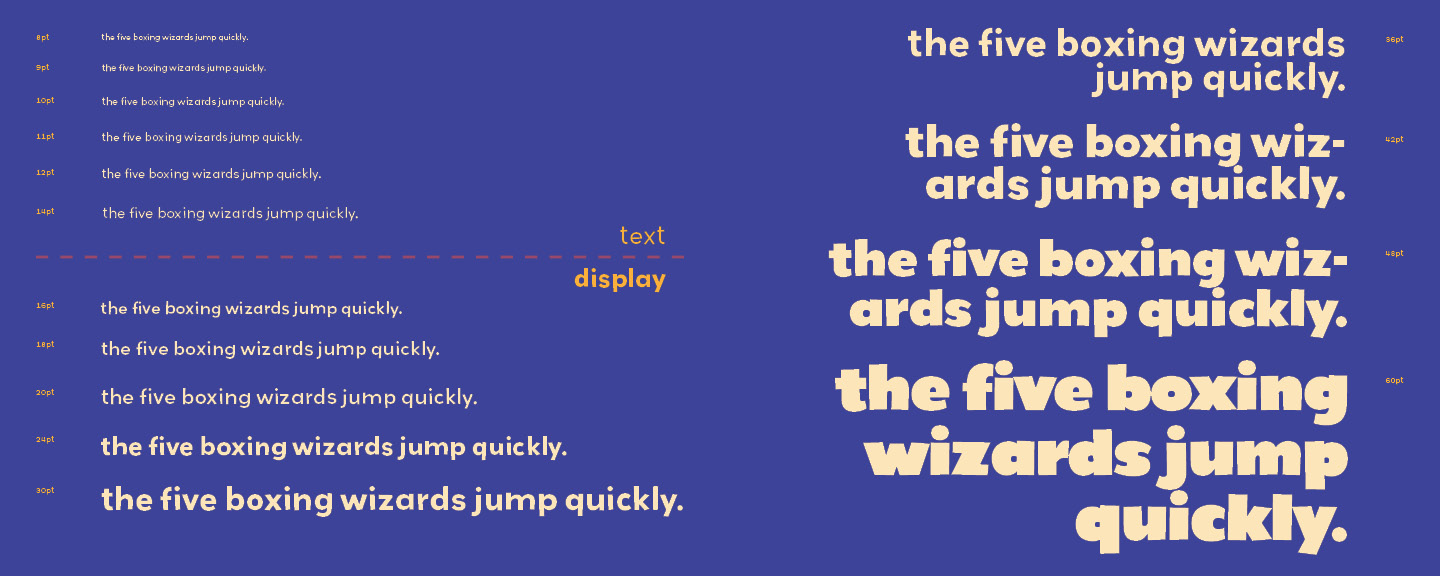 8pt the five boxing wizards jump quickly.
9pt the five boxing wizards jump quickly.
10pt the five boxing wizards jump quickly.
11pt the five boxing wizards jump quickly.
12pt the five boxing wizards jump quickly.
14pt the five boxing wizards jump quickly.
text
display
16pt the five boxing wizards jump quickly.
18pt the five boxing wizards jump quickly.
20pt the five boxing wizards jump quickly.
24pt the five boxing wizards jump quickly.
30pt the five boxing wizards jump quickly.
the five boxing wizards 36pt
jump quickly.
the five boxing wiz- 42pt
ards jump quickly.
the five boxing wiz- 48pt
ards jump quickly.
the five boxing 60pt
wizards jump
quickly.